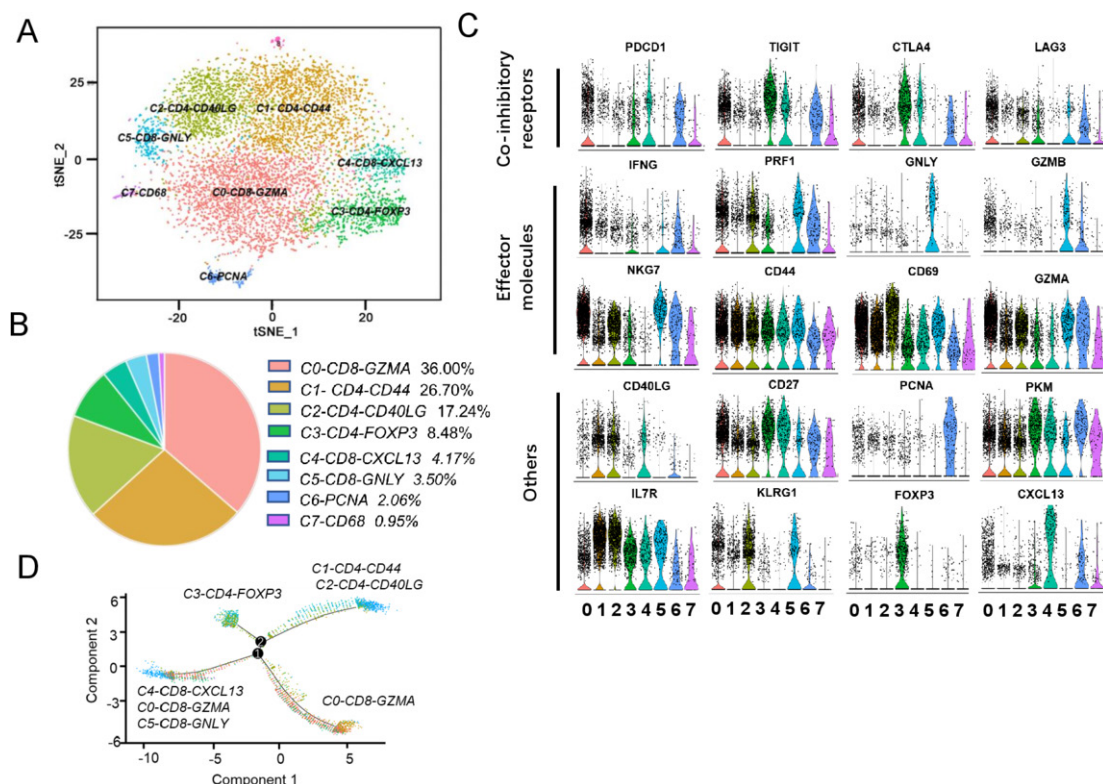 A
25
0
-25
tSNE_2
C2-CD4-CD40LG
C1- CD4-CD44
C5-CD8-GNLY
C4-CD8-CXCL13
C7-CD68
C0-CD8-GZMA
C3-CD4-FOXP3
C6-PCNA
-20
0
20
tSNE_1
B
C0-CD8-GZMA 36.00%
C1- CD4-CD44 26.70%
C2-CD4-CD40LG 17.24%
C3-CD4-FOXP3 8.48%
C4-CD8-CXCL13 4.17%
C5-CD8-GNLY 3.50%
C6-PCNA 2.06%
C7-CD68 0.95%
C
Co-inhibitory
receptors
PDCD1 TIGIT CTLA4 LAG3
Effector
molecules
IFNG PRF1 GNLY GZMB
NKG7 CD44 CD69 GZMA
Others
CD40LG CD27 PCNA PKM
IL7R KLRG1 FOXP3 CXCL13
0 1 2 3 4 5 6 7 0 1 2 3 4 5 6 7 0 1 2 3 4 5 6 7 0 1 2 3 4 5 6 7
D
C1-CD4-CD44
C2-CD4-CD40LG
C3-CD4-FOXP3
6
3
0
-3
-6
Component 2
2
1
C4-CD8-CXCL13
C0-CD8-GZMA
C5-CD8-GNLY
C0-CD8-GZMA
-10 -5 0 5
Component 1